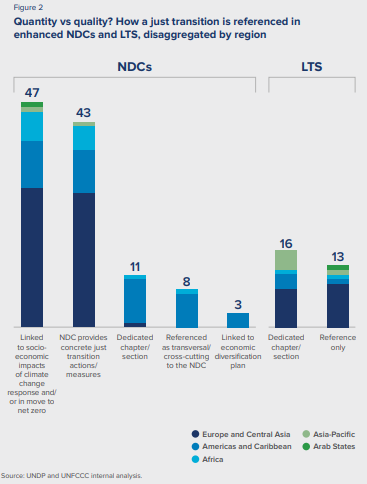 Figure 2
Quantity vs quality? How a just transition is referenced in
enhanced NDCs and LTS, disaggregated by region
NDCs
LTS
47
43
11
8
3
16
13
Linked
to socio-
economic
impacts
of climate
change
response and/
or in move to
net zero
NDC provides
concrete just
transition
actions/
measures
Dedicated
chapter/
section
Referenced
as transversal/
cross-cutting
to the NDC
Linked to
economic
diversification
plan
Dedicated
chapter/
section
Reference
only
Europe and Central Asia
Americas and Caribbean
Africa
Asia-Pacific
Arab States
Source: UNDP and UNFCCC internal analysis.